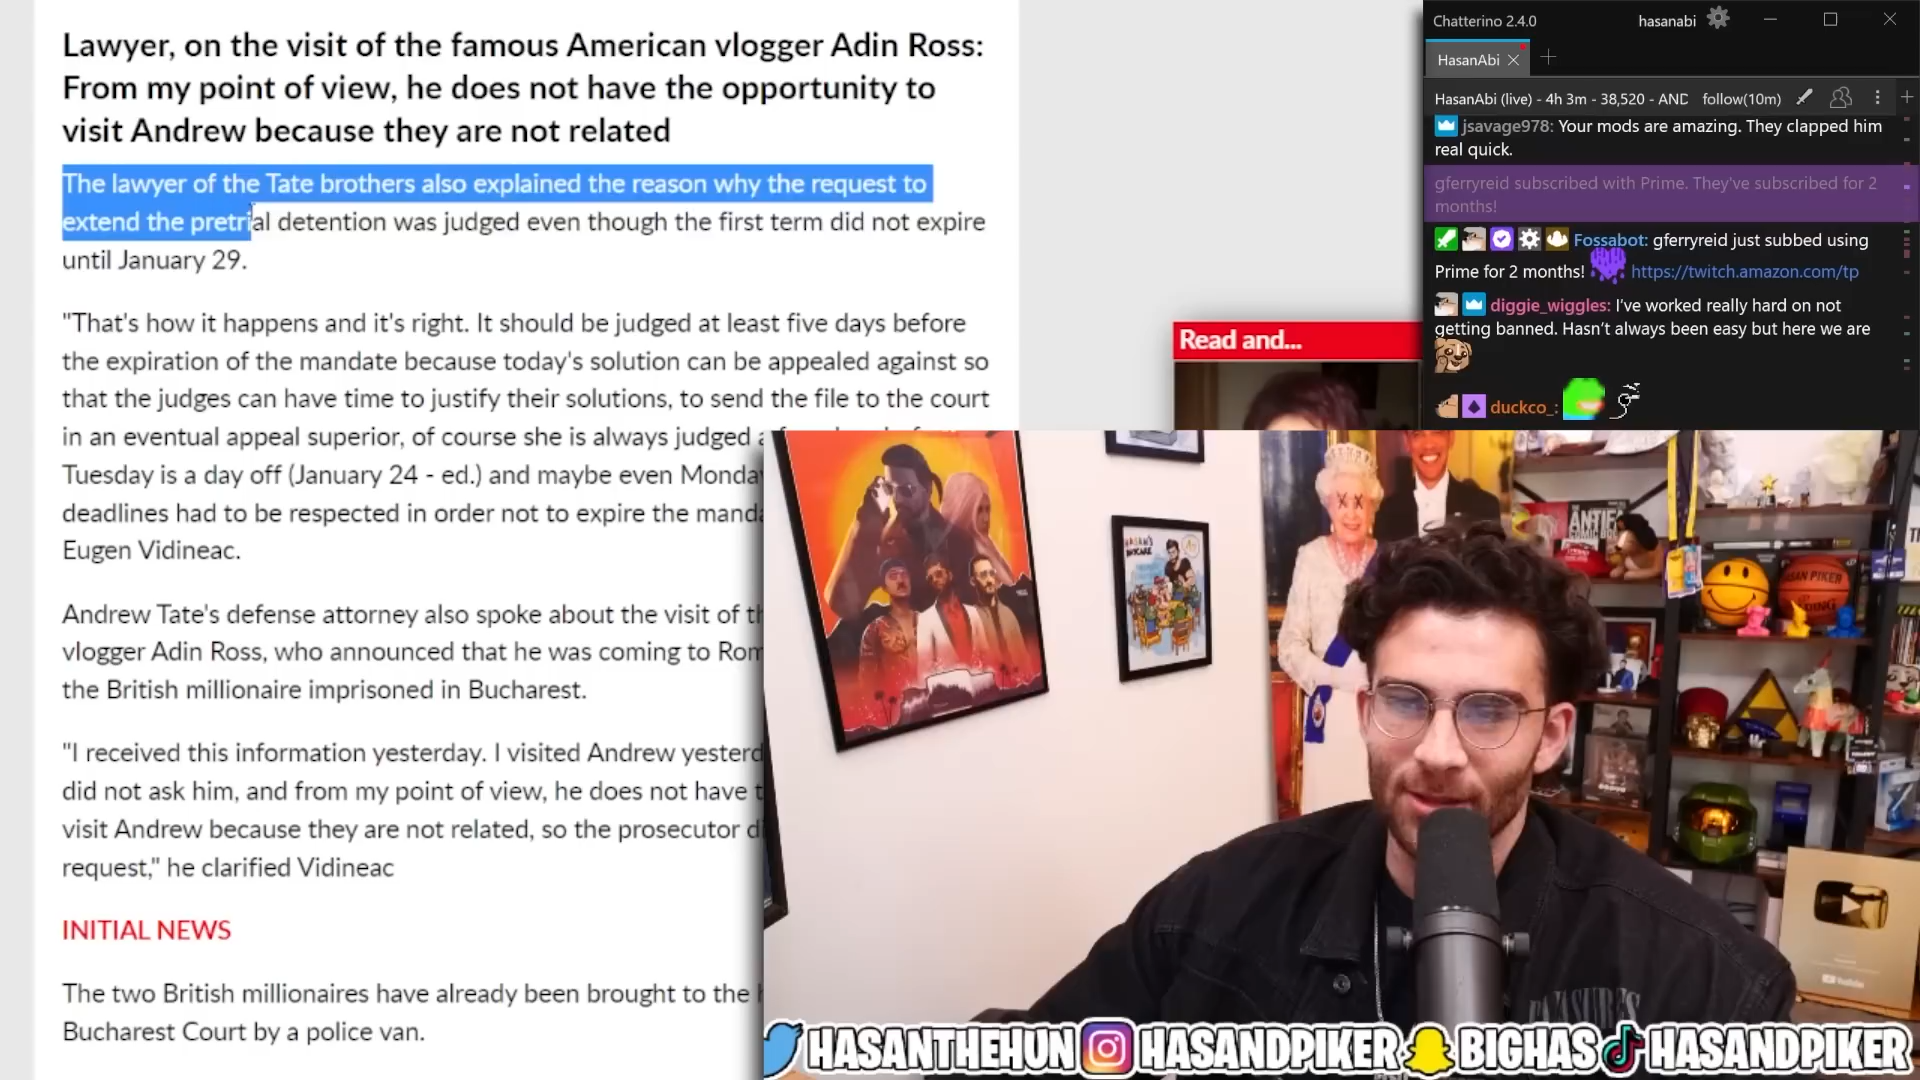 Lawyer, on the visit of the famous American vlogger Adin Ross:
From my point of view, he does not have the opportunity to
visit Andrew because they are not related
The lawyer of the Tate brothers also explained the reason why the request to
extend the pretrial detention was judged even though the first term did not expire
until January 29.
"That's how it happens and it's right. It should be judged at least five days before
the expiration of the mandate because today's solution can be appealed against so
that the judges can have time to justify their solutions, to send the file to the court
in an eventual appeal superior, of course she is always judged
Tuesday is a day off (January 24 - ed.) and maybe even Monda
deadlines had to be respected in order not to expire the manda
Eugen Vidineac.
Andrew Tate's defense attorney also spoke about the visit of th
vlogger Adin Ross, who announced that he was coming to Rom
the British millionaire imprisoned in Bucharest.
"I received this information yesterday. I visited Andrew yesterd
did not ask him, and from my point of view, he does not have t
visit Andrew because they are not related, so the prosecutor d
request," he clarified Vidineac
INITIAL NEWS
The two British millionaires have already been brought to the
Bucharest Court by a police van.
Read and...
Chatterino 2.4.0
hasanabi
HasanAbi
HasanAbi (live) - 4h 3m - 38,520 - AND
follow(10m)
jsavage978: Your mods are amazing. They clapped him
real quick.
gferryreid subscribed with Prime. They've subscribed for 2
months!
Fossabot: gferryreid just subbed using
Prime for 2 months! https://twitch.amazon.com/tp
diggie_wiggles: I've worked really hard on not
getting banned. Hasn't always been easy but here we are
duckco_:
HASAN PIKER
YouTube
HASANTHEHUN HASANDPIKER BIGHAS HASANDPIKER